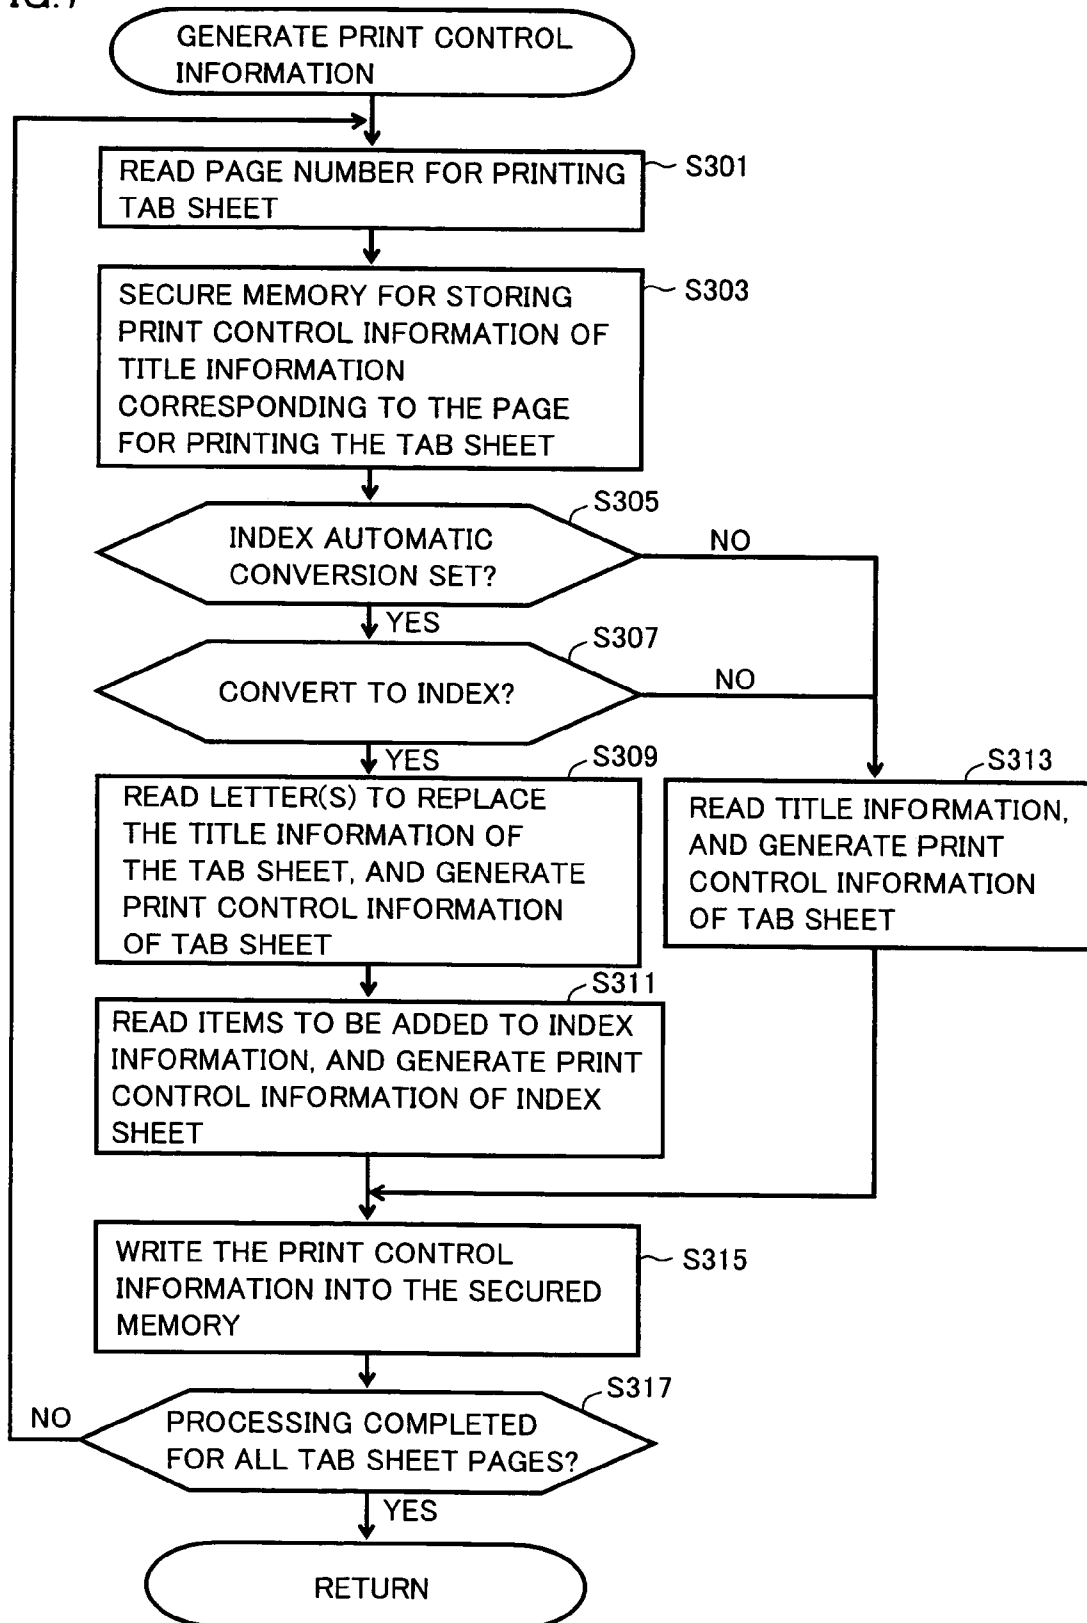 GENERATE PRINT CONTROL
INFORMATION
READ PAGE NUMBER FOR PRINTING
TAB SHEET
S301
SECURE MEMORY FOR STORING
PRINT CONTROL INFORMATION OF
TITLE INFORMATION
CORRESPONDING TO THE PAGE
FOR PRINTING THE TAB SHEET
S303
S305
INDEX AUTOMATIC
CONVERSION SET?
NO
YES
S307
CONVERT TO INDEX?
NO
YES
S309
READ LETTER(S) TO REPLACE
THE TITLE INFORMATION OF
THE TAB SHEET, AND GENERATE
PRINT CONTROL INFORMATION
OF TAB SHEET
S313
READ TITLE INFORMATION,
AND GENERATE PRINT
CONTROL INFORMATION
OF TAB SHEET
S311
READ ITEMS TO BE ADDED TO INDEX
INFORMATION, AND GENERATE PRINT
CONTROL INFORMATION OF INDEX
SHEET
WRITE THE PRINT CONTROL
INFORMATION INTO THE SECURED
MEMORY
S315
S317
NO
PROCESSING COMPLETED
FOR ALL TAB SHEET PAGES?
YES
RETURN